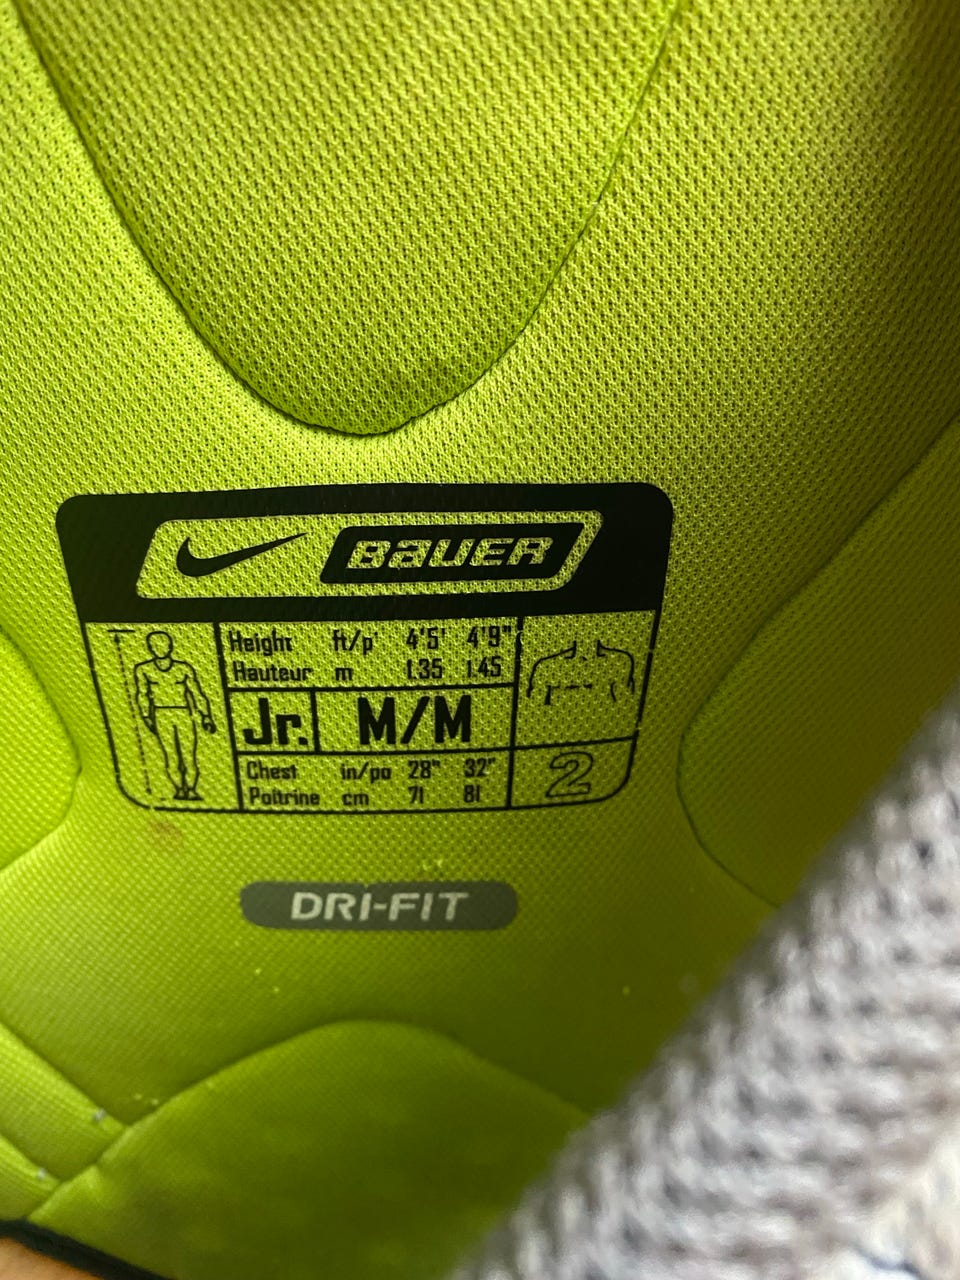 BAUER
Height ft/p' 4'5' 4'9"
Hauteur m 1.35 1.45
Jr. M/M
Chest in/po 28" 32"
Poitrine cm 71 81
2
DRI-FIT